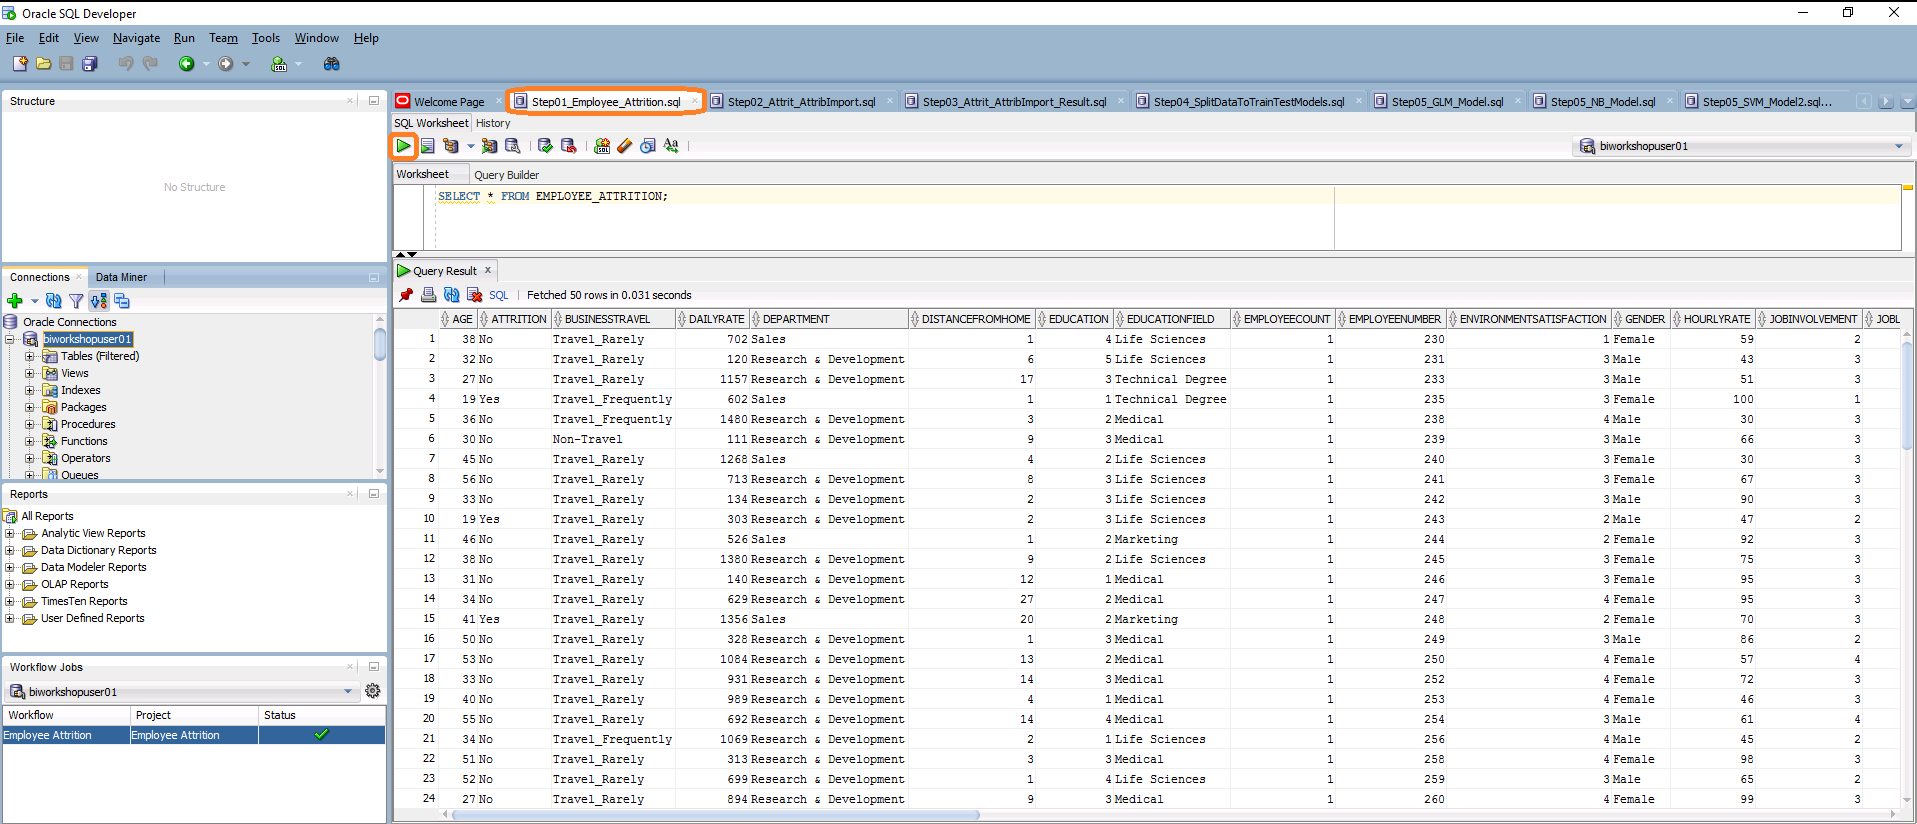 Oracle SQL Developer
File Edit View Navigate Run Team Tools Window Help
Structure
No Structure
Connections Data Miner
Oracle Connections
biworkshopuser01
Tables (Filtered)
Views
Indexes
Packages
Procedures
Functions
Operators
Queues
Reports
All Reports
Analytic View Reports
Data Dictionary Reports
Data Modeler Reports
OLAP Reports
TimesTen Reports
User Defined Reports
Workflow Jobs
biworkshopuser01
Workflow Project Status
Employee Attrition Employee Attrition
Welcome Page Step01_Employee_Attrition.sql Step02_Attrit_AttribImport.sql Step03_Attrit_AttribImport_Result.sql Step04_SplitDataToTrainTestModels.sql Step05_GLM_Model.sql Step05_NB_Model.sql Step05_SVM_Model2.sql...
SQL Worksheet History
Aa
biworkshopuser01
Worksheet Query Builder
SELECT * FROM EMPLOYEE_ATTRITION;
Query Result
SQL Fetched 50 rows in 0.031 seconds
AGE ATTRITION BUSINESSTRAVEL DAILYRATE DEPARTMENT DISTANCEFROMHOME EDUCATION EDUCATIONFIELD EMPLOYEECOUNT EMPLOYEENUMBER ENVIRONMENTSATISFACTION GENDER HOURLYRATE JOBINVOLVEMENT JOBL
1 38 No Travel_Rarely 702 Sales 1 4 Life Sciences 1 230 1 Female 59 2
2 32 No Travel_Rarely 120 Research & Development 6 5 Life Sciences 1 231 3 Male 43 3
3 27 No Travel_Rarely 1157 Research & Development 17 3 Technical Degree 1 233 3 Male 51 3
4 19 Yes Travel_Frequently 602 Sales 1 1 Technical Degree 1 235 3 Female 100 1
5 36 No Travel_Frequently 1480 Research & Development 3 2 Medical 1 238 4 Male 30 3
6 30 No Non-Travel 111 Research & Development 9 3 Medical 1 239 3 Male 66 3
7 45 No Travel_Rarely 1268 Sales 4 2 Life Sciences 1 240 3 Female 30 3
8 56 No Travel_Rarely 713 Research & Development 8 3 Life Sciences 1 241 3 Female 67 3
9 33 No Travel_Rarely 134 Research & Development 2 3 Life Sciences 1 242 3 Male 90 3
10 19 Yes Travel_Rarely 303 Research & Development 2 3 Life Sciences 1 243 2 Male 47 2
11 46 No Travel_Rarely 526 Sales 1 2 Marketing 1 244 2 Female 92 3
12 38 No Travel_Rarely 1380 Research & Development 9 2 Life Sciences 1 245 3 Female 75 3
13 31 No Travel_Rarely 140 Research & Development 12 1 Medical 1 246 3 Female 95 3
14 34 No Travel_Rarely 629 Research & Development 27 2 Medical 1 247 4 Female 95 3
15 41 Yes Travel_Rarely 1356 Sales 20 2 Marketing 1 248 2 Female 70 3
16 50 No Travel_Rarely 328 Research & Development 1 3 Medical 1 249 3 Male 86 2
17 53 No Travel_Rarely 1084 Research & Development 13 2 Medical 1 250 4 Female 57 4
18 33 No Travel_Rarely 931 Research & Development 14 3 Medical 1 252 4 Female 72 3
19 40 No Travel_Rarely 989 Research & Development 4 1 Medical 1 253 4 Female 46 3
20 55 No Travel_Rarely 692 Research & Development 14 4 Medical 1 254 3 Male 61 4
21 34 No Travel_Frequently 1069 Research & Development 2 1 Life Sciences 1 256 4 Male 45 2
22 51 No Travel_Rarely 313 Research & Development 3 3 Medical 1 258 4 Female 98 3
23 52 No Travel_Rarely 699 Research & Development 1 4 Life Sciences 1 259 3 Male 65 2
24 27 No Travel_Rarely 894 Research & Development 9 3 Medical 1 260 4 Female 99 3